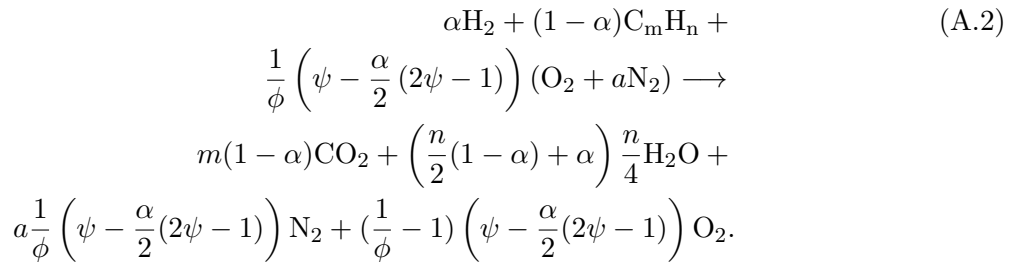 αH₂ + (1 − α)CₘHₙ + (A.2)
1/ϕ (ψ − α/2 (2ψ − 1)) (O₂ + aN₂) ⟶
m(1 − α)CO₂ + (n/2 (1 − α) + α) n/4 H₂O +
a 1/ϕ (ψ − α/2 (2ψ − 1)) N₂ + (1/ϕ − 1) (ψ − α/2 (2ψ − 1)) O₂.